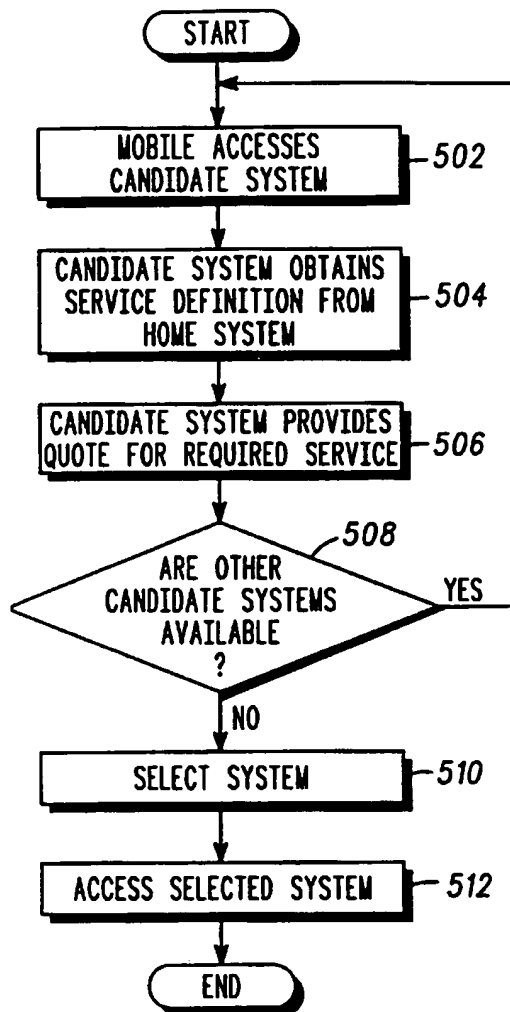 START
MOBILE ACCESSES
CANDIDATE SYSTEM
502
CANDIDATE SYSTEM OBTAINS
SERVICE DEFINITION FROM
HOME SYSTEM
504
CANDIDATE SYSTEM PROVIDES
QUOTE FOR REQUIRED SERVICE
506
508
ARE OTHER
CANDIDATE SYSTEMS
AVAILABLE
?
YES
NO
SELECT SYSTEM
510
ACCESS SELECTED SYSTEM
512
END